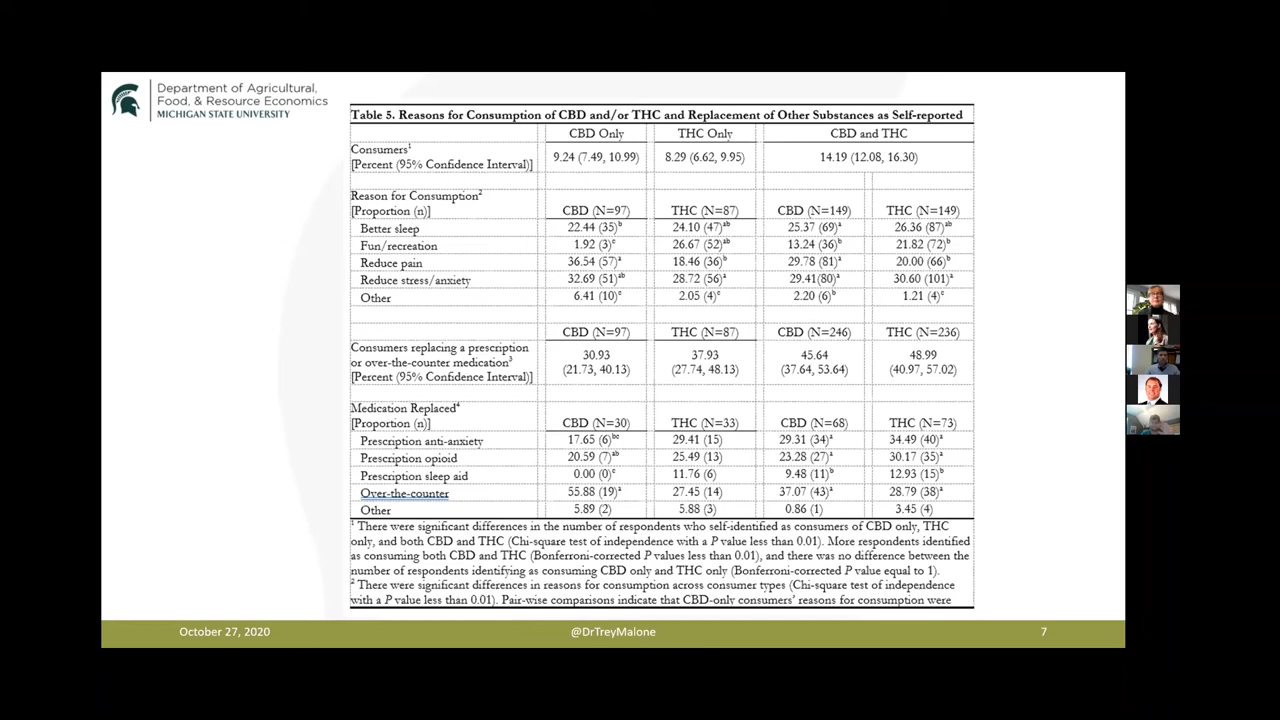 Department of Agricultural,
Food, & Resource Economics
MICHIGAN STATE UNIVERSITY
Table 5. Reasons for Consumption of CBD and/or THC and Replacement of Other Substances as Self-reported
CBD Only THC Only CBD and THC
Consumers¹
[Percent (95% Confidence Interval)] 9.24 (7.49, 10.99) 8.29 (6.62, 9.95) 14.19 (12.08, 16.30)
Reason for Consumption²
[Proportion (n)] CBD (N=97) THC (N=87) CBD (N=149) THC (N=149)
Better sleep 22.44 (35)ᵇ 24.10 (47)ᵃᵇ 25.37 (69)ᵃ 26.36 (87)ᵃᵇ
Fun/recreation 1.92 (3)ᶜ 26.67 (52)ᵃᵇ 13.24 (36)ᵇ 21.82 (72)ᵇ
Reduce pain 36.54 (57)ᵃ 18.46 (36)ᵇ 29.78 (81)ᵃ 20.00 (66)ᵇ
Reduce stress/anxiety 32.69 (51)ᵃᵇ 28.72 (56)ᵃ 29.41(80)ᵃ 30.60 (101)ᵃ
Other 6.41 (10)ᶜ 2.05 (4)ᶜ 2.20 (6)ᵇ 1.21 (4)ᶜ
CBD (N=97) THC (N=87) CBD (N=246) THC (N=236)
Consumers replacing a prescription
or over-the-counter medication³
[Percent (95% Confidence Interval)]
30.93 37.93 45.64 48.99
(21.73, 40.13) (27.74, 48.13) (37.64, 53.64) (40.97, 57.02)
Medication Replaced⁴
[Proportion (n)] CBD (N=30) THC (N=33) CBD (N=68) THC (N=73)
Prescription anti-anxiety 17.65 (6)ᵇᶜ 29.41 (15) 29.31 (34)ᵃ 34.49 (40)ᵃ
Prescription opioid 20.59 (7)ᵃᵇ 25.49 (13) 23.28 (27)ᵃ 30.17 (35)ᵃ
Prescription sleep aid 0.00 (0)ᶜ 11.76 (6) 9.48 (11)ᵇ 12.93 (15)ᵇ
Over-the-counter 55.88 (19)ᵃ 27.45 (14) 37.07 (43)ᵃ 28.79 (38)ᵃ
Other 5.89 (2) 5.88 (3) 0.86 (1) 3.45 (4)
¹ There were significant differences in the number of respondents who self-identified as consumers of CBD only, THC
only, and both CBD and THC (Chi-square test of independence with a P value less than 0.01). More respondents identified
as consuming both CBD and THC (Bonferroni-corrected P values less than 0.01), and there was no difference between the
number of respondents identifying as consuming CBD only and THC only (Bonferroni-corrected P value equal to 1).
² There were significant differences in reasons for consumption across consumer types (Chi-square test of independence
with a P value less than 0.01). Pair-wise comparisons indicate that CBD-only consumers' reasons for consumption were
October 27, 2020 @DrTreyMalone 7